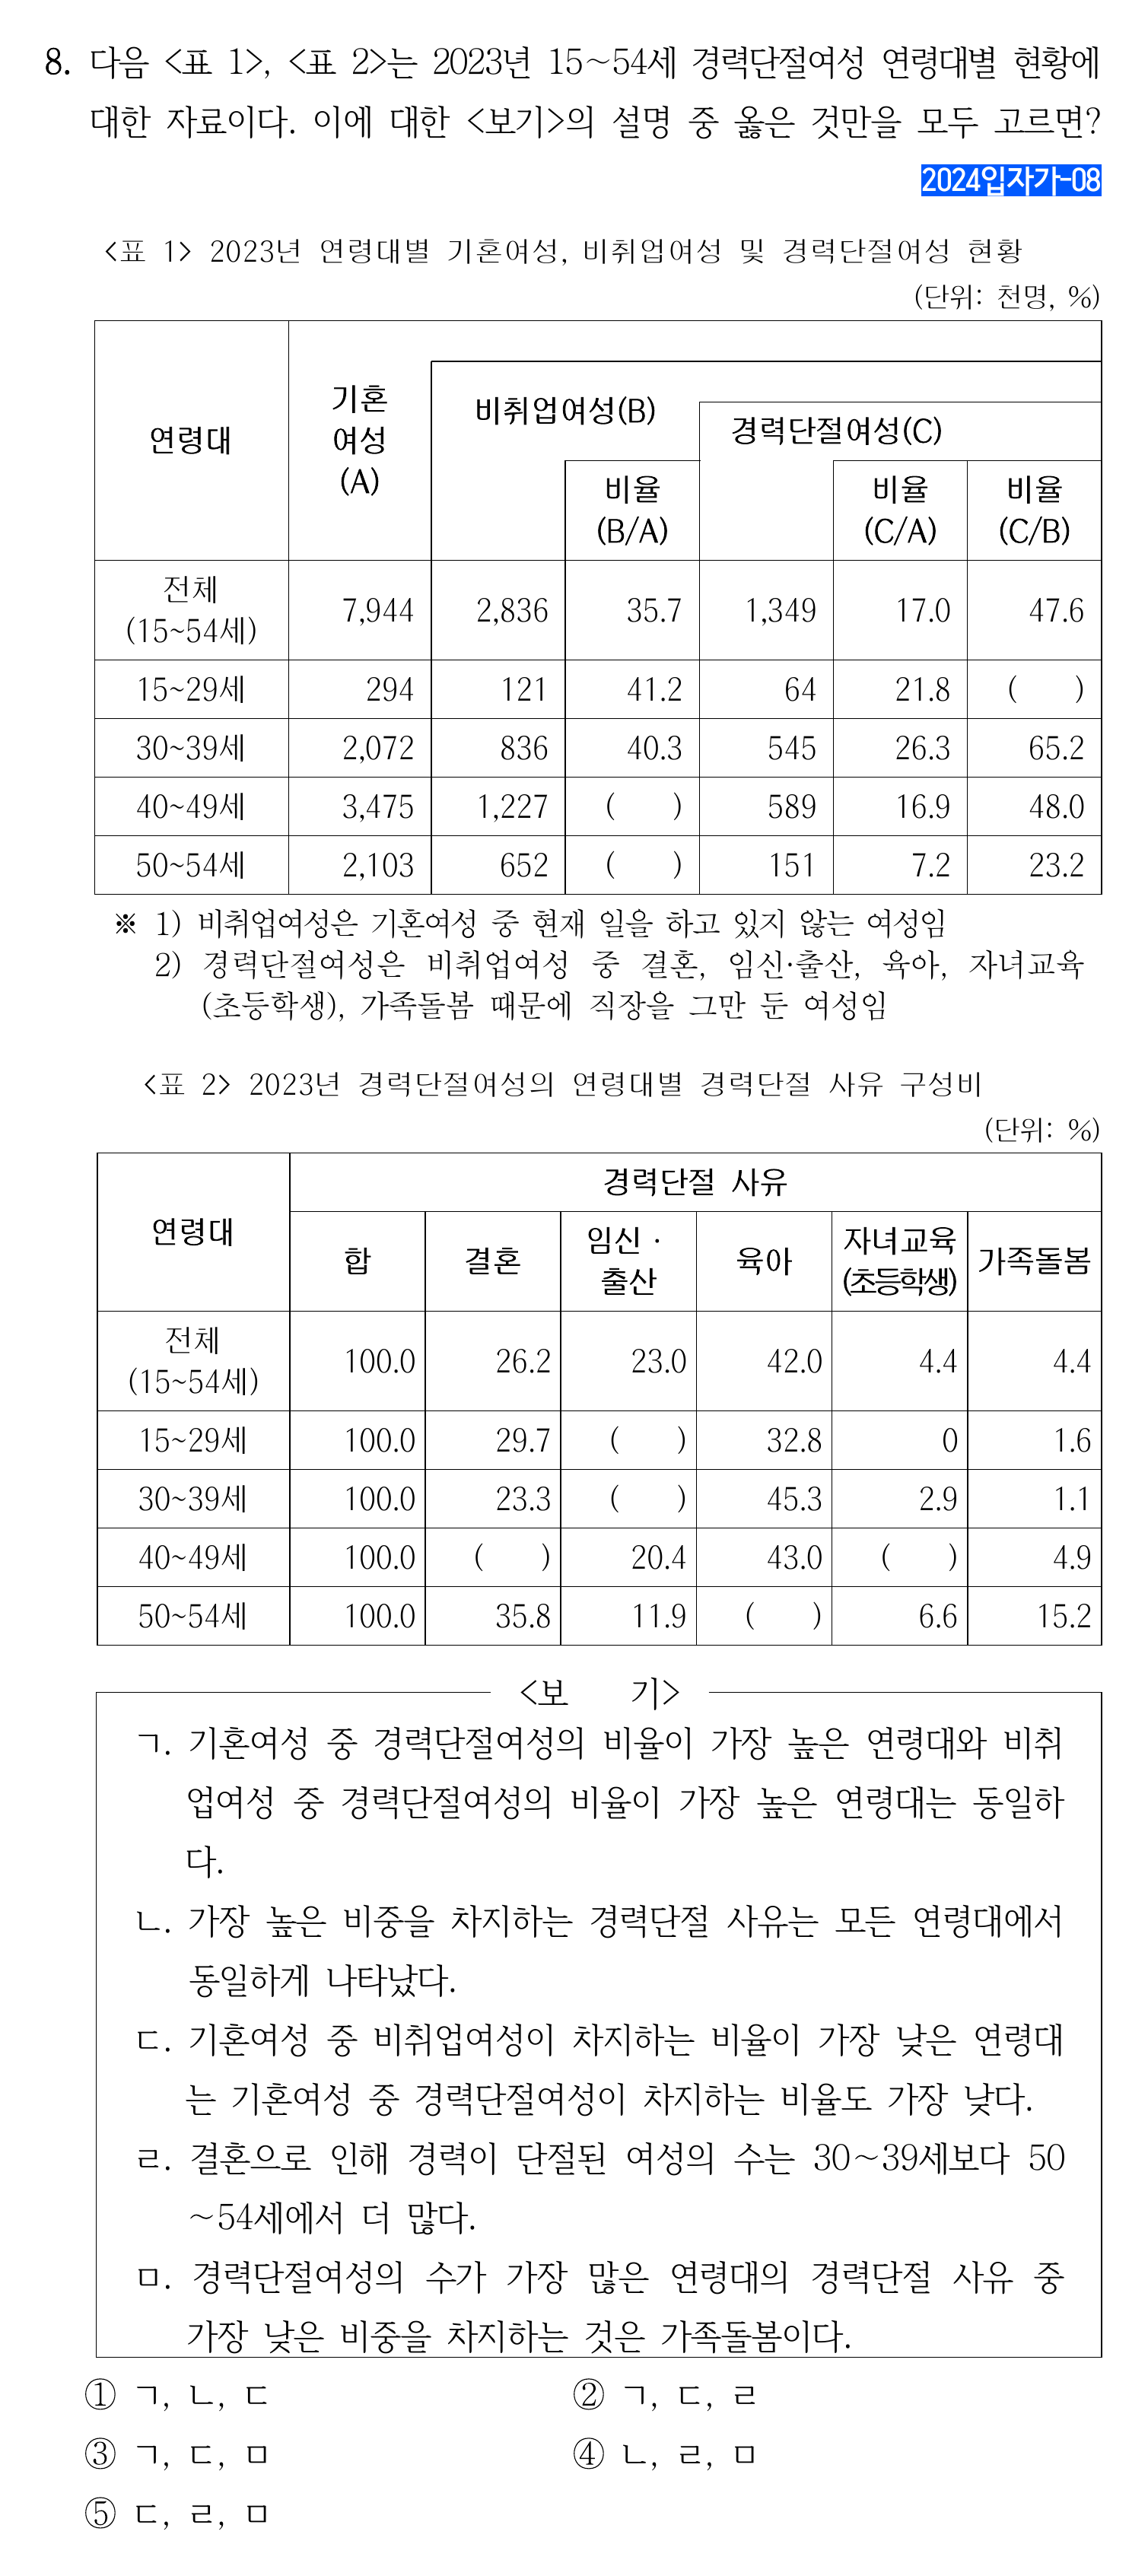 8. 다음 <표 1>, <표 2>는 2023년 15~54세 경력단절여성 연령대별 현황에
대한 자료이다. 이에 대한 <보기>의 설명 중 옳은 것만을 모두 고르면?
2024입자가-08
<표 1> 2023년 연령대별 기혼여성, 비취업여성 및 경력단절여성 현황
(단위: 천명, %)
연령대 기혼 여성 (A) 비취업여성(B) 비율 (B/A) 경력단절여성(C) 비율 (C/A) 비율 (C/B)
전체 (15~54세) 7,944 2,836 35.7 1,349 17.0 47.6
15~29세 294 121 41.2 64 21.8 ( )
30~39세 2,072 836 40.3 545 26.3 65.2
40~49세 3,475 1,227 ( ) 589 16.9 48.0
50~54세 2,103 652 ( ) 151 7.2 23.2
※ 1) 비취업여성은 기혼여성 중 현재 일을 하고 있지 않는 여성임
2) 경력단절여성은 비취업여성 중 결혼, 임신·출산, 육아, 자녀교육
(초등학생), 가족돌봄 때문에 직장을 그만 둔 여성임
<표 2> 2023년 경력단절여성의 연령대별 경력단절 사유 구성비
(단위: %)
연령대 경력단절 사유
합 결혼 임신·출산 육아 자녀교육 (초등학생) 가족돌봄
전체 (15~54세) 100.0 26.2 23.0 42.0 4.4 4.4
15~29세 100.0 29.7 ( ) 32.8 0 1.6
30~39세 100.0 23.3 ( ) 45.3 2.9 1.1
40~49세 100.0 ( ) 20.4 43.0 ( ) 4.9
50~54세 100.0 35.8 11.9 ( ) 6.6 15.2
<보 기>
ㄱ. 기혼여성 중 경력단절여성의 비율이 가장 높은 연령대와 비취
업여성 중 경력단절여성의 비율이 가장 높은 연령대는 동일하
다.
ㄴ. 가장 높은 비중을 차지하는 경력단절 사유는 모든 연령대에서
동일하게 나타났다.
ㄷ. 기혼여성 중 비취업여성이 차지하는 비율이 가장 낮은 연령대
는 기혼여성 중 경력단절여성이 차지하는 비율도 가장 낮다.
ㄹ. 결혼으로 인해 경력이 단절된 여성의 수는 30~39세보다 50
~54세에서 더 많다.
ㅁ. 경력단절여성의 수가 가장 많은 연령대의 경력단절 사유 중
가장 낮은 비중을 차지하는 것은 가족돌봄이다.
① ㄱ, ㄴ, ㄷ ② ㄱ, ㄷ, ㄹ
③ ㄱ, ㄷ, ㅁ ④ ㄴ, ㄹ, ㅁ
⑤ ㄷ, ㄹ, ㅁ